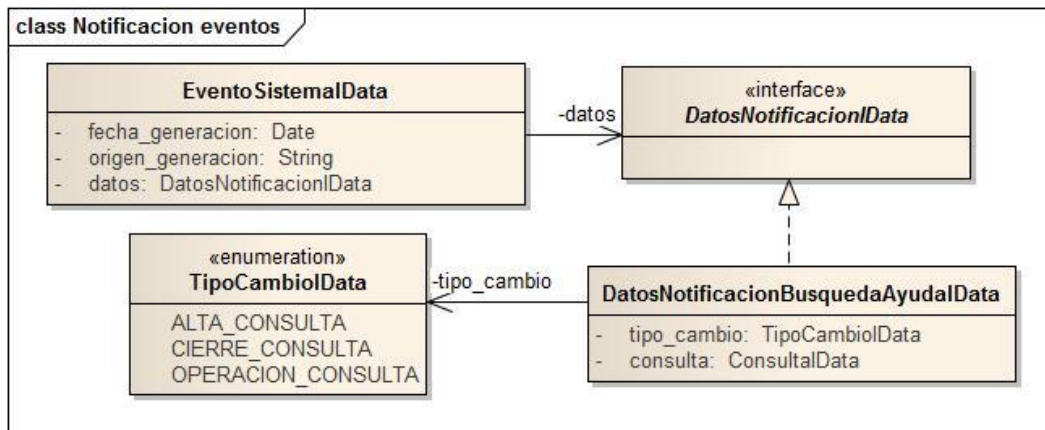 class Notificacion eventos
EventoSistemaIData
- fecha_generacion: Date
- origen_generacion: String
- datos: DatosNotificacionIData
-datos
«interface»
DatosNotificacionIData
«enumeration»
TipoCambioIData
ALTA_CONSULTA
CIERRE_CONSULTA
OPERACION_CONSULTA
-tipo_cambio
DatosNotificacionBusquedaAyudaIData
- tipo_cambio: TipoCambioIData
- consulta: ConsultaIData